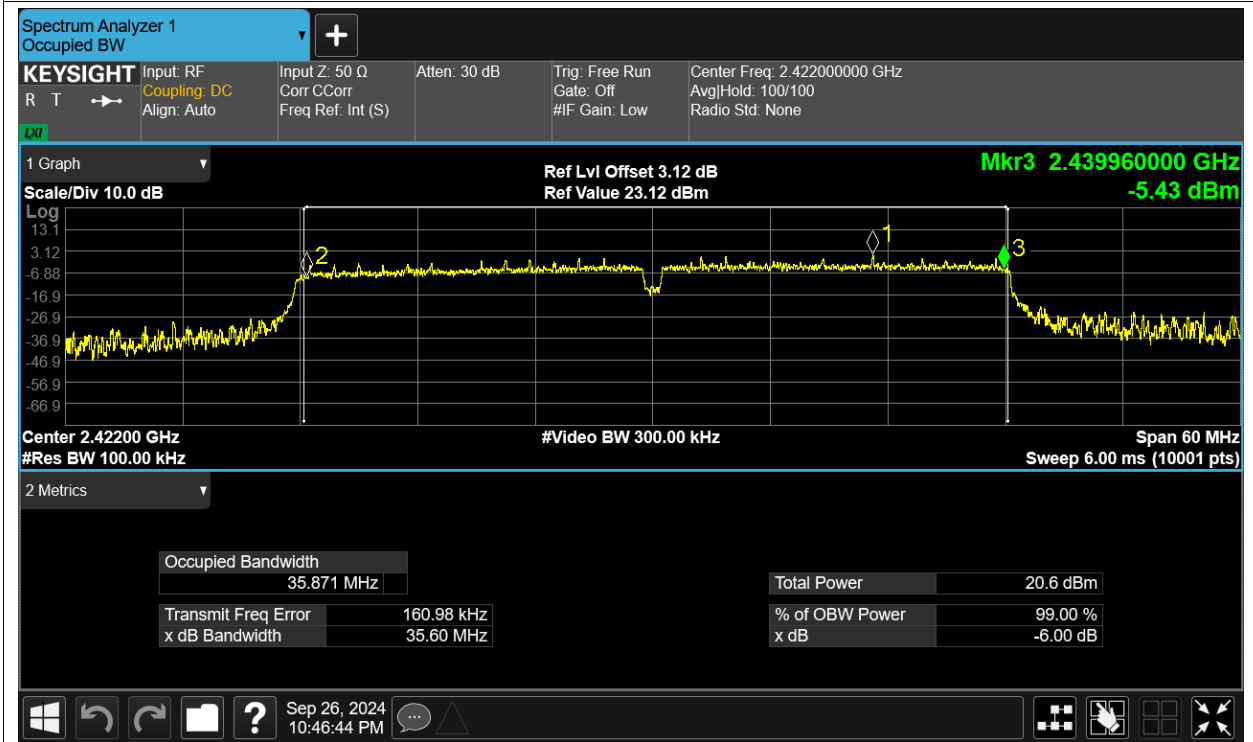 Spectrum Analyzer 1
Occupied BW
KEYSIGHT
R T
LXI
Input: RF
Coupling: DC
Align: Auto
Input Z: 50 Ω
Corr CCorr
Freq Ref: Int (S)
Atten: 30 dB
Trig: Free Run
Gate: Off
#IF Gain: Low
Center Freq: 2.422000000 GHz
Avg|Hold: 100/100
Radio Std: None
1 Graph
Scale/Div 10.0 dB
Ref Lvl Offset 3.12 dB
Ref Value 23.12 dBm
Mkr3 2.439960000 GHz
-5.43 dBm
Log
13.1
3.12
-6.88
-16.9
-26.9
-36.9
-46.9
-56.9
-66.9
2
1
3
Center 2.42200 GHz
#Res BW 100.00 kHz
#Video BW 300.00 kHz
Span 60 MHz
Sweep 6.00 ms (10001 pts)
2 Metrics
Occupied Bandwidth
35.871 MHz
Transmit Freq Error 160.98 kHz
x dB Bandwidth 35.60 MHz
Total Power 20.6 dBm
% of OBW Power 99.00 %
x dB -6.00 dB
?
Sep 26, 2024
10:46:44 PM